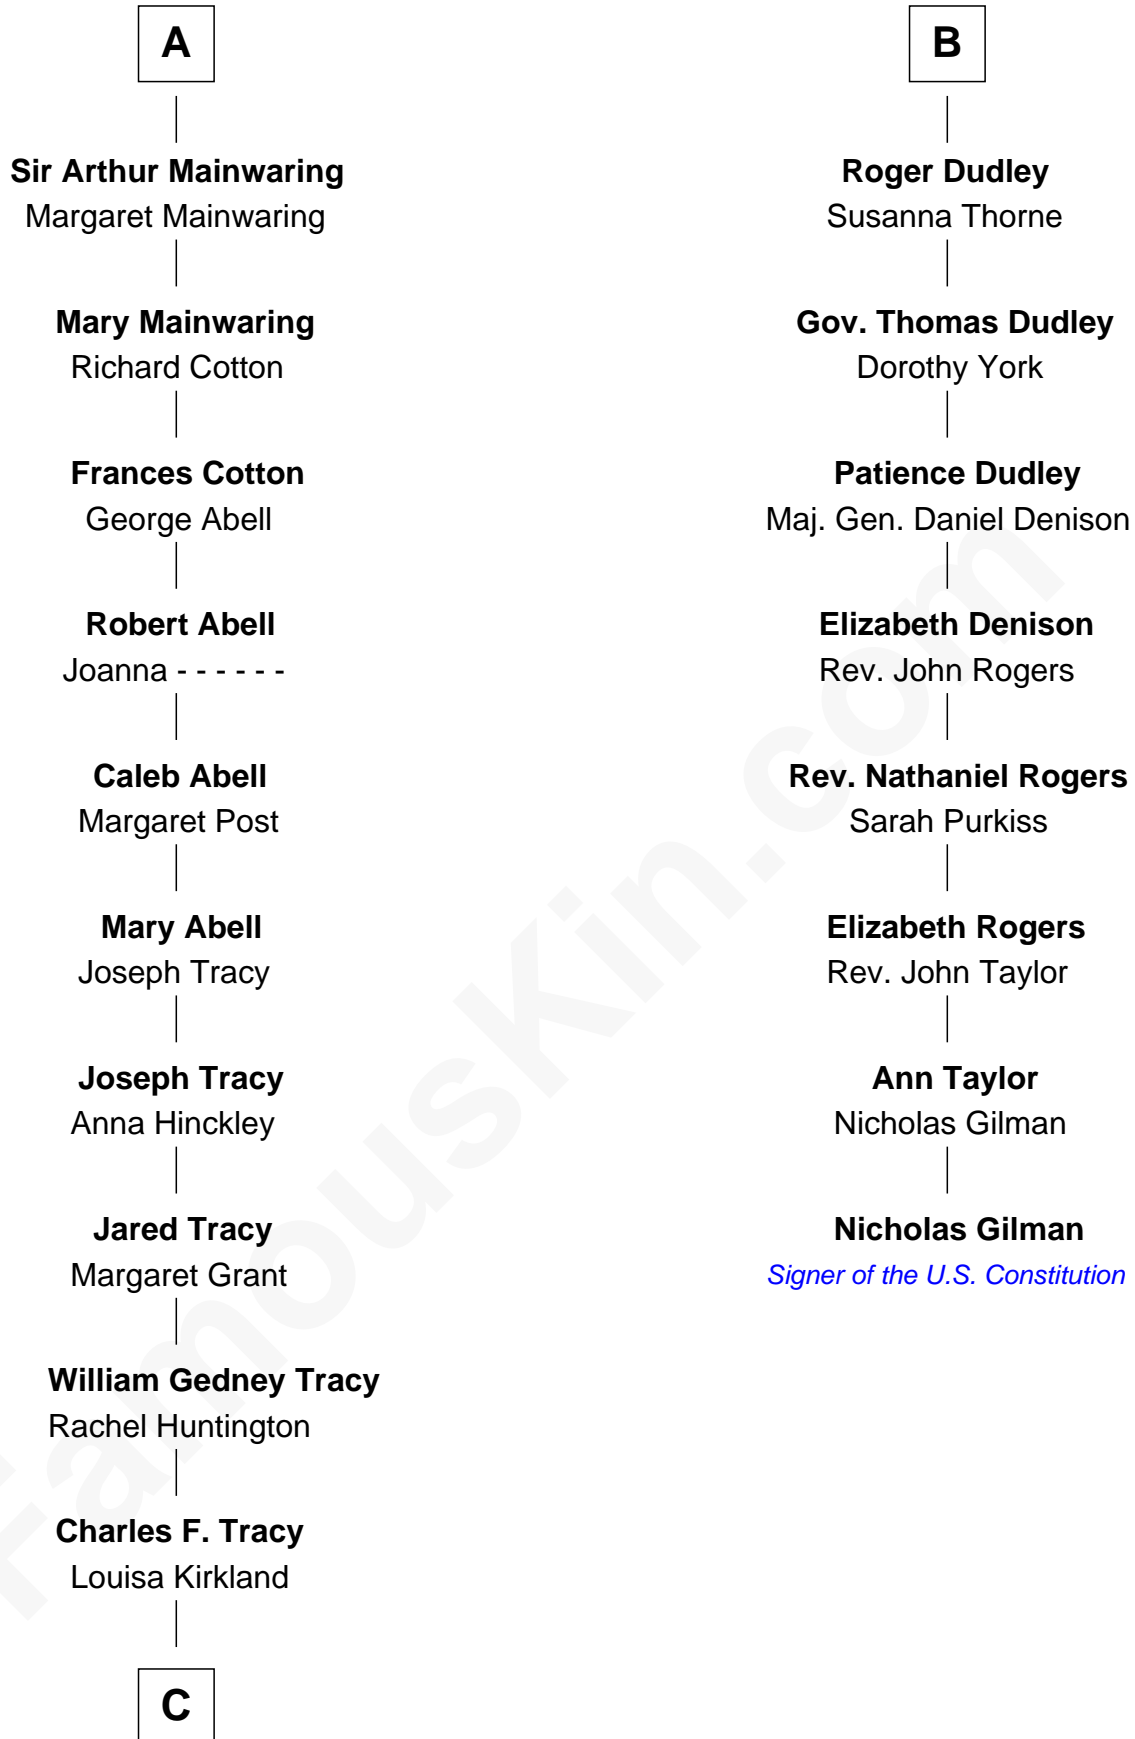 A
Sir Arthur Mainwaring
Margaret Mainwaring
Mary Mainwaring
Richard Cotton
Frances Cotton
George Abell
Robert Abell
Joanna - - - - - -
Caleb Abell
Margaret Post
Mary Abell
Joseph Tracy
Joseph Tracy
Anna Hinckley
Jared Tracy
Margaret Grant
William Gedney Tracy
Rachel Huntington
Charles F. Tracy
Louisa Kirkland
C
B
Roger Dudley
Susanna Thorne
Gov. Thomas Dudley
Dorothy York
Patience Dudley
Maj. Gen. Daniel Denison
Elizabeth Denison
Rev. John Rogers
Rev. Nathaniel Rogers
Sarah Purkiss
Elizabeth Rogers
Rev. John Taylor
Ann Taylor
Nicholas Gilman
Nicholas Gilman
Signer of the U.S. Constitution
FamousKin.com